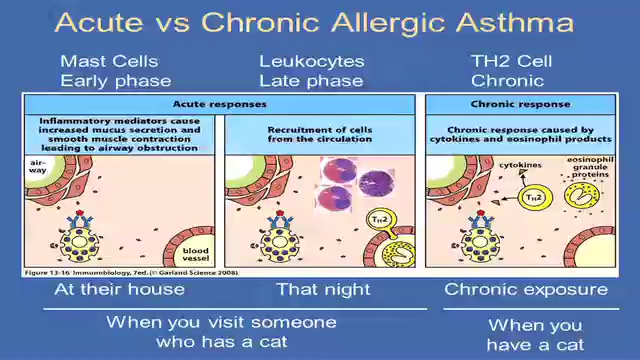 Acute vs Chronic Allergic Asthma
Mast Cells
Early phase
Leukocytes
Late phase
TH2 Cell
Chronic
Acute responses
Chronic response
Inflammatory mediators cause
increased mucus secretion and
smooth muscle contraction
leading to airway obstruction
Recruitment of cells
from the circulation
Chronic response caused by
cytokines and eosinophil products
air-
way
blood
vessel
TH2
cytokines
eosinophil
granule
proteins
TH2
Figure 13-16 Immunobiology, 7ed. (© Garland Science 2008)
At their house
That night
Chronic exposure
When you visit someone
who has a cat
When you
have a cat